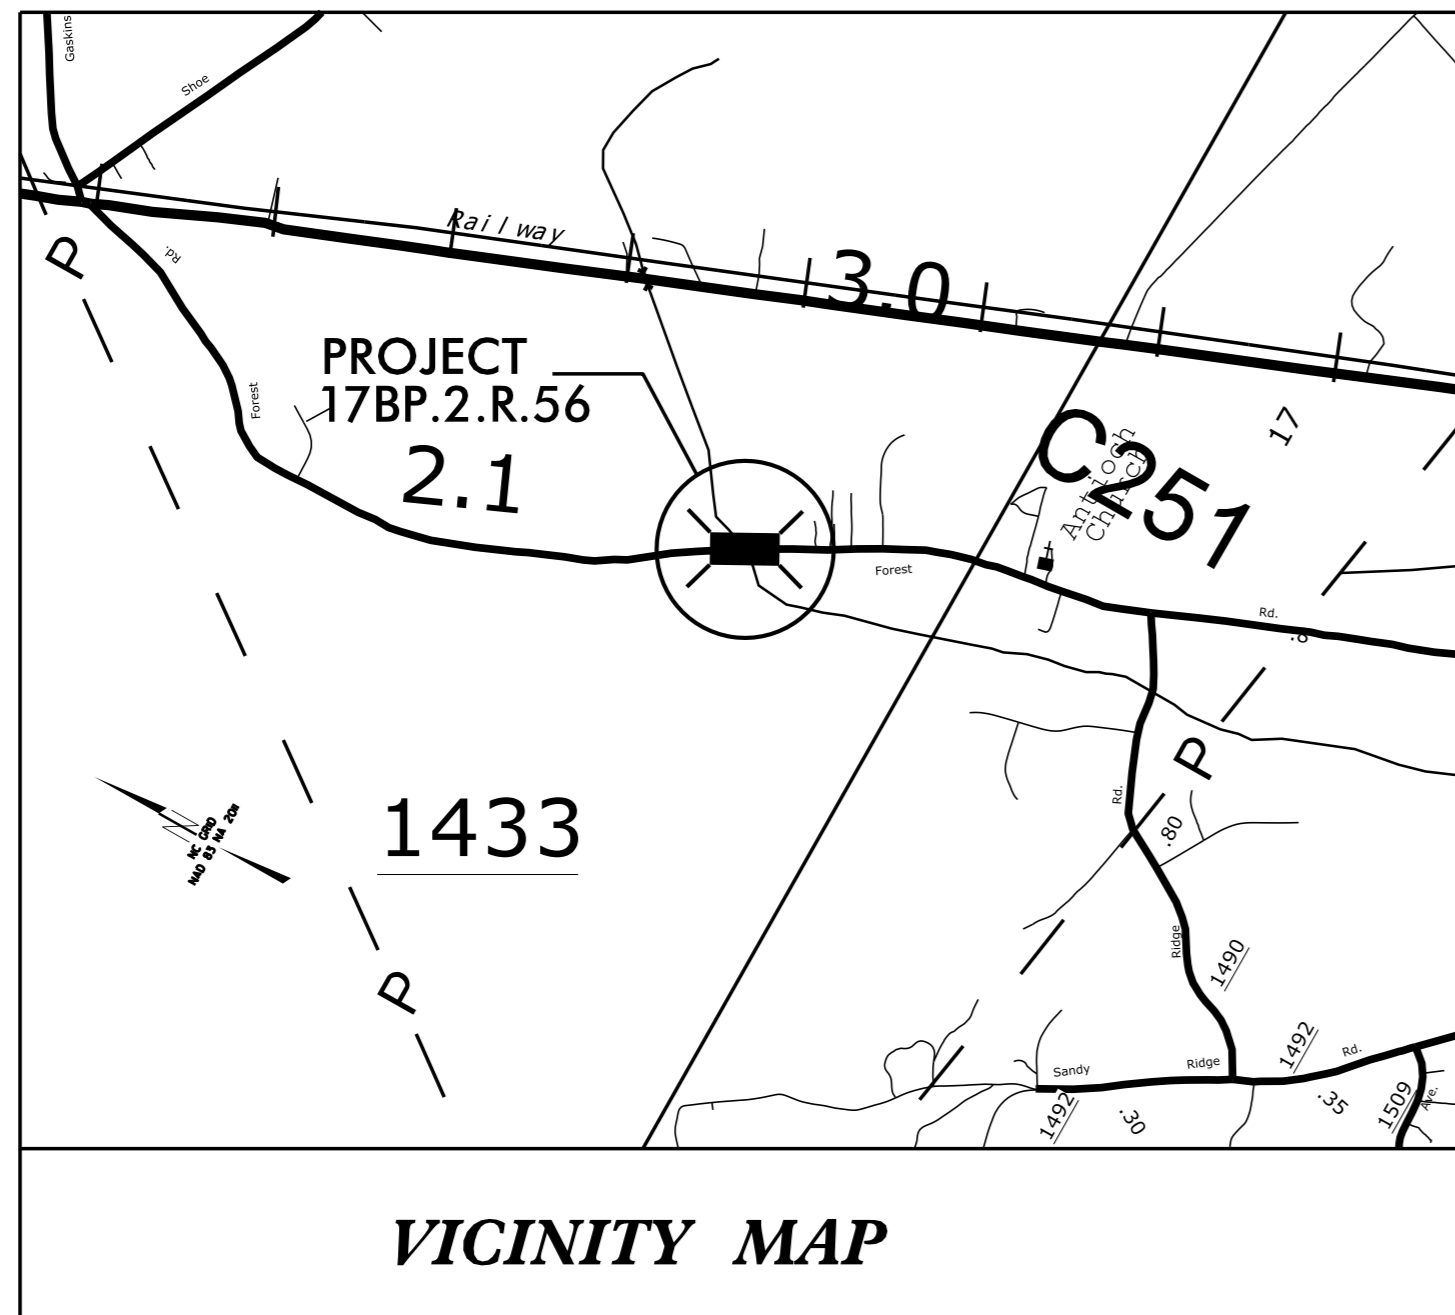 Gaskins
Shoe
Railway
P
Rd.
3.0
PROJECT
17BP.2.R.56
Forest
2.1
17
C251
Antioch
Church
Forest
Rd.
P
Rd.
.80
1433
NC GRID
NAD 83 NA 2011
P
Ridge
1490
1492
Rd.
Ridge
Sandy
1492
.30
.35
1509
Ave.
VICINITY MAP